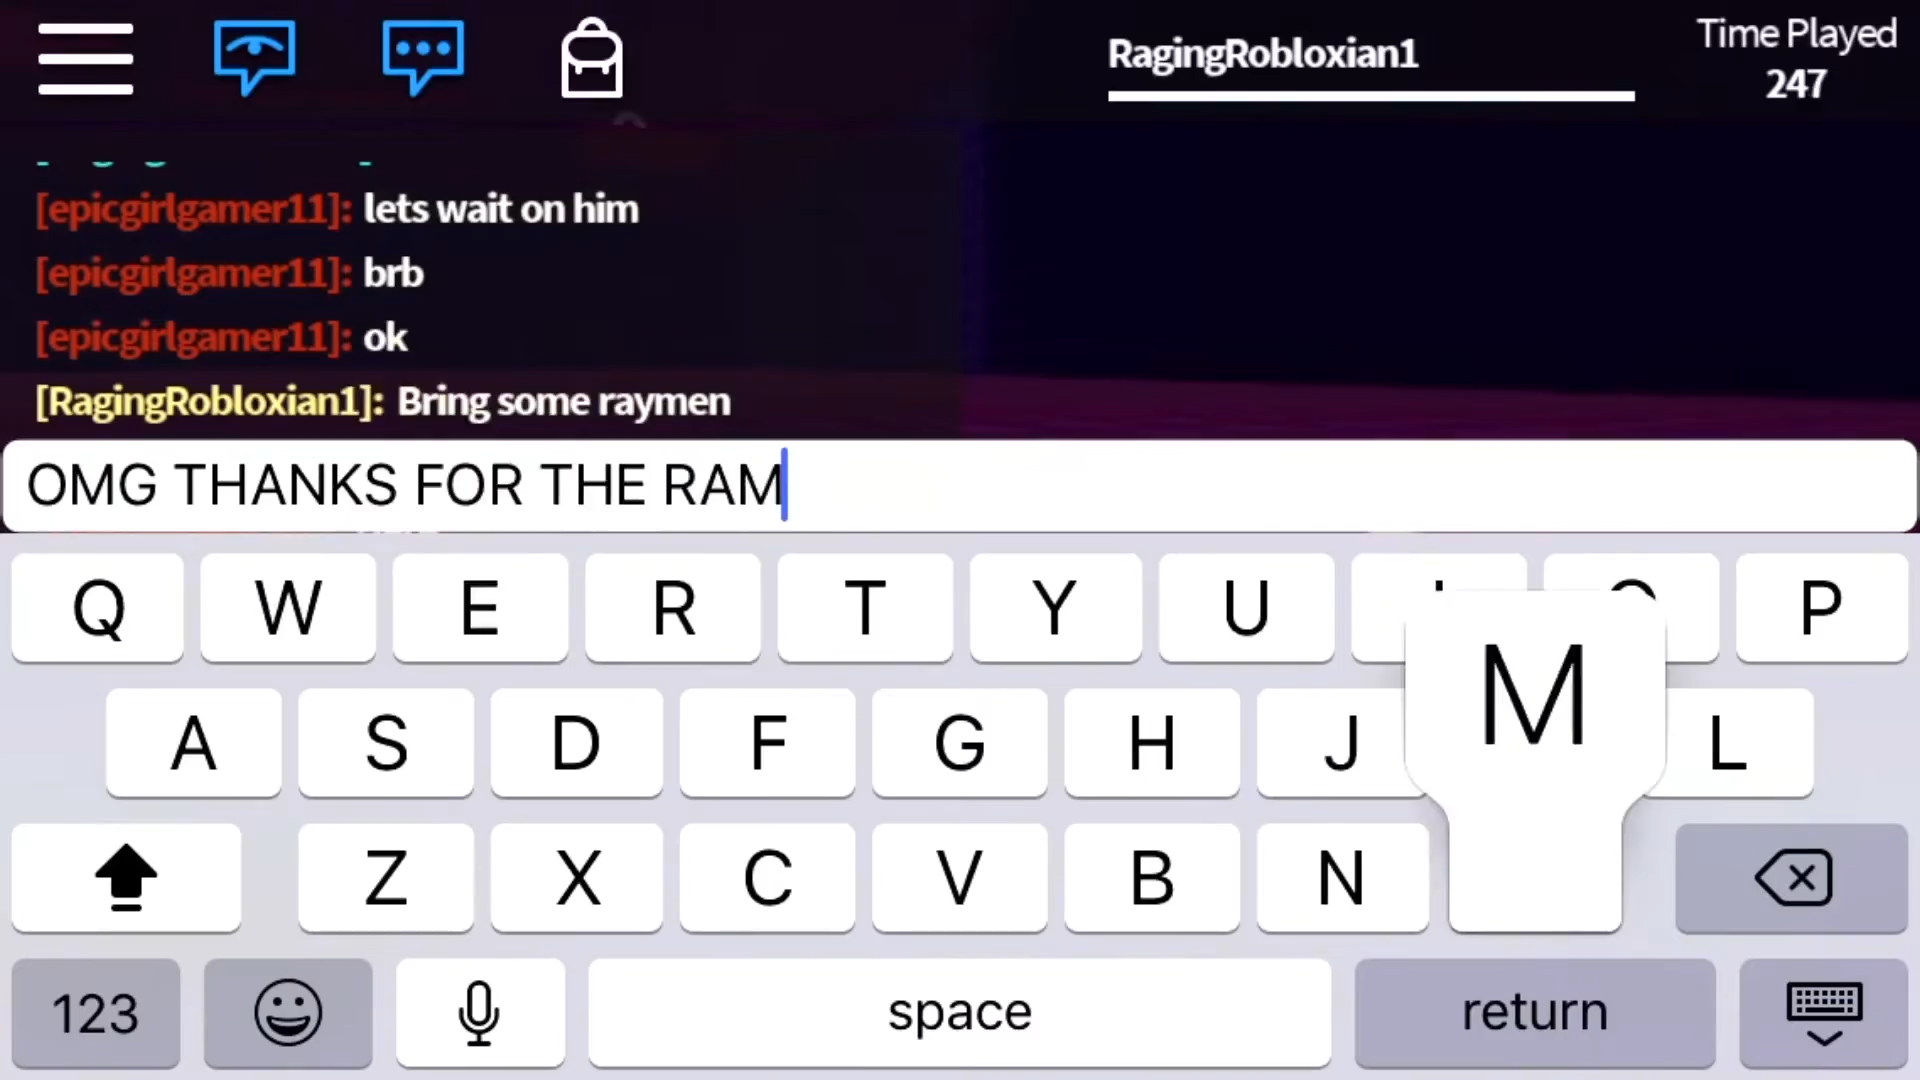 RagingRobloxian1
Time Played
247
[epicgirlgamer11]: lets wait on him
[epicgirlgamer11]: brb
[epicgirlgamer11]: ok
[RagingRobloxian1]: Bring some raymen
OMG THANKS FOR THE RAM
Q W E R T Y U P
A S D F G H J M L
Z X C V B N
123 space return